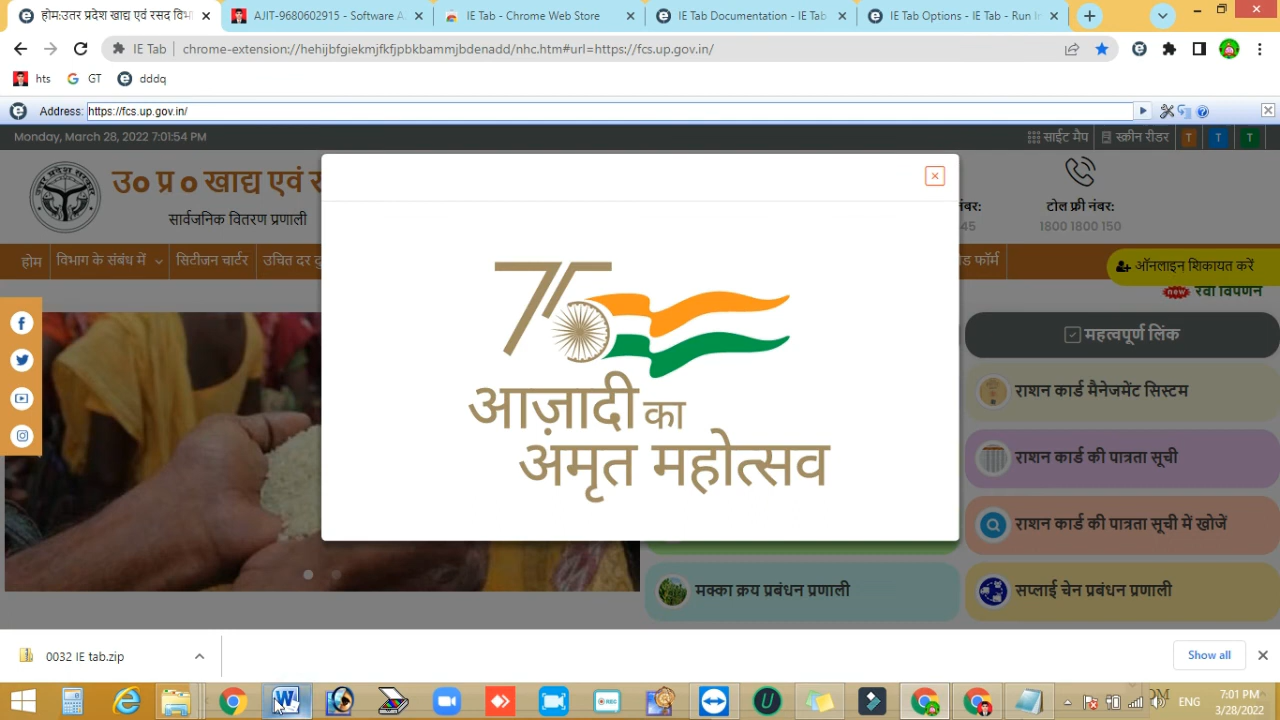 होम:उत्तर प्रदेश खाद्य एवं रसद विभ
AJIT-9680602915 - Software A
IE Tab - Chrome Web Store
IE Tab Documentation - IE Tab
IE Tab Options - IE Tab - Run In
IE Tab
chrome-extension://hehijbfgiekmjfkfjpbkbammjbdenadd/nhc.htm#url=https://fcs.up.gov.in/
hts
GT
dddq
Address:
https://fcs.up.gov.in/
Monday, March 28, 2022 7:01:54 PM
साईट मैप
स्क्रीन रीडर
T
T
T
उ० प्र ० खाद्य एवं
सार्वजनिक वितरण प्रणाली
टोल फ्री नंबर:
1800 1800 150
नंबर:
45
होम
विभाग के संबंध में
सिटीजन चार्टर
उचित दर
फॉर्म
ऑनलाइन शिकायत करें
new
महत्वपूर्ण लिंक
राशन कार्ड मैनेजमेंट सिस्टम
राशन कार्ड की पात्रता सूची
राशन कार्ड की पात्रता सूची में खोजें
मक्का क्रय प्रबंधन प्रणाली
सप्लाई चेन प्रबंधन प्रणाली
75
आज़ादी का
अमृत महोत्सव
0032 IE tab.zip
Show all
REC
ENG
7:01 PM
3/28/2022